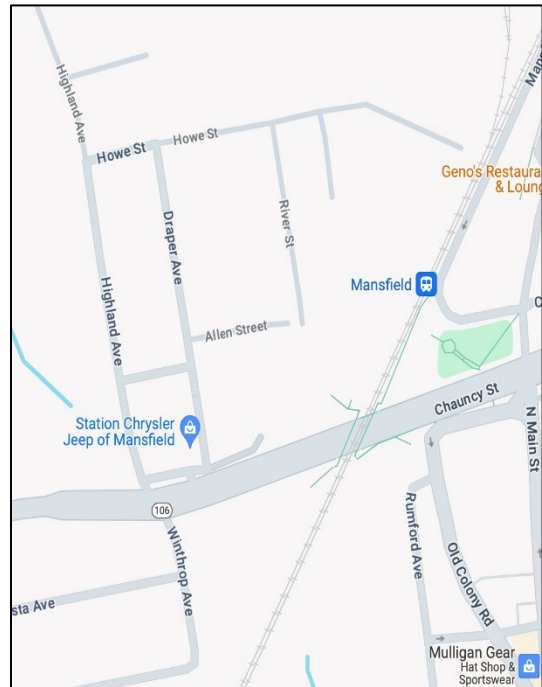 Highland Ave
Mans
Howe St
Howe St
Geno's Restaura
& Loung
River St
Draper Ave
Mansfield
Highland Ave
C
Allen Street
Chauncy St
Station Chrysler
Jeep of Mansfield
N Main St
106
Rumford Ave
Winthrop Ave
Old Colony Rd
sta Ave
Mulligan Gear
Hat Shop &
Sportswear